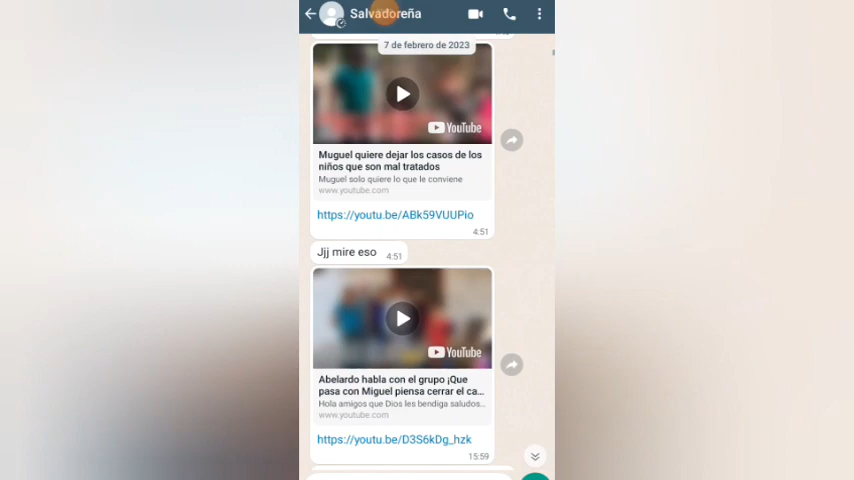 Salvadoreña
7 de febrero de 2023
YouTube
Muguel quiere dejar los casos de los
niños que son mal tratados
Muguel solo quiere lo que le conviene
www.youtube.com
https://youtu.be/ABk59VUUPio
4:51
Jjj mire eso 4:51
YouTube
Abelardo habla con el grupo ¡Que
pasa con Miguel piensa cerrar el ca...
Hola amigos que Dios les bendiga saludos..
www.youtube.com
https://youtu.be/D3S6kDg_hzk
15:59